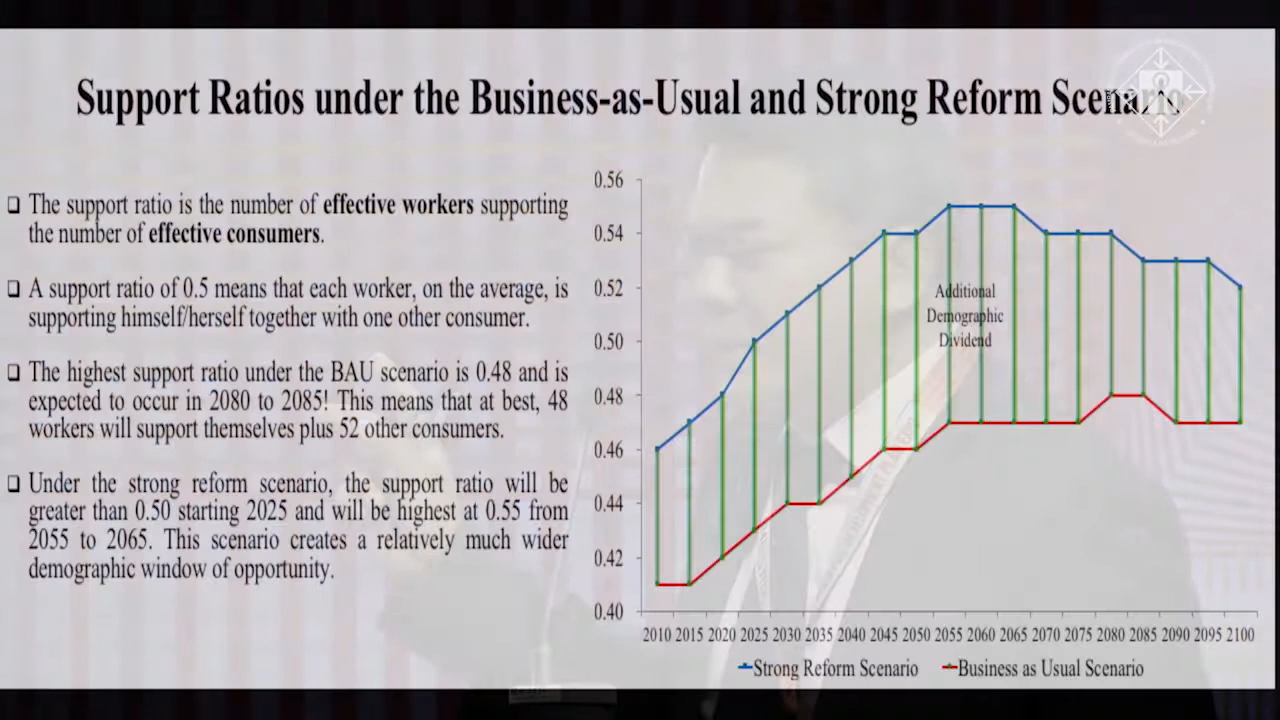 Support Ratios under the Business-as-Usual and Strong Reform Scenario
❑ The support ratio is the number of effective workers supporting
the number of effective consumers.
❑ A support ratio of 0.5 means that each worker, on the average, is
supporting himself/herself together with one other consumer.
❑ The highest support ratio under the BAU scenario is 0.48 and is
expected to occur in 2080 to 2085! This means that at best, 48
workers will support themselves plus 52 other consumers.
❑ Under the strong reform scenario, the support ratio will be
greater than 0.50 starting 2025 and will be highest at 0.55 from
2055 to 2065. This scenario creates a relatively much wider
demographic window of opportunity.
0.56
0.54
0.52
0.50
0.48
0.46
0.44
0.42
0.40
Additional
Demographic
Dividend
2010 2015 2020 2025 2030 2035 2040 2045 2050 2055 2060 2065 2070 2075 2080 2085 2090 2095 2100
Strong Reform Scenario Business as Usual Scenario